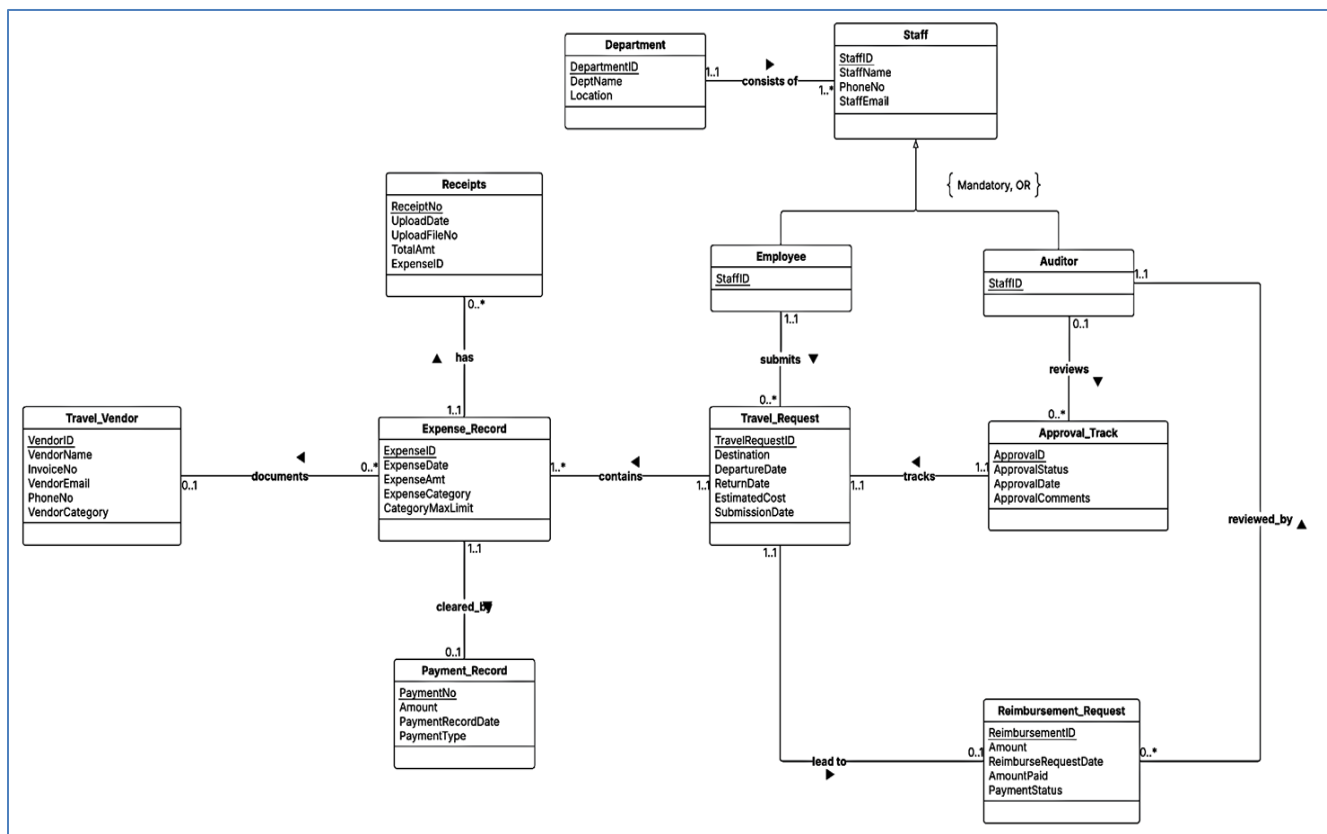 Department
DepartmentID
DeptName
Location
1..1
consists of
1..*
Staff
StaffID
StaffName
PhoneNo
StaffEmail
{ Mandatory, OR }
Receipts
ReceiptNo
UploadDate
UploadFileNo
TotalAmt
ExpenseID
0..*
has
1..1
Employee
StaffID
1..1
submits
0..*
Auditor
StaffID
1..1
0..1
reviews
0..*
Travel_Vendor
VendorID
VendorName
InvoiceNo
VendorEmail
PhoneNo
VendorCategory
0..1
documents
0..*
Expense_Record
ExpenseID
ExpenseDate
ExpenseAmt
ExpenseCategory
CategoryMaxLimit
1..*
contains
1..1
Travel_Request
TravelRequestID
Destination
DepartureDate
ReturnDate
EstimatedCost
SubmissionDate
1..1
tracks
1..1
Approval_Track
ApprovalID
ApprovalStatus
ApprovalDate
ApprovalComments
reviewed_by
1..1
cleared_by
0..1
Payment_Record
PaymentNo
Amount
PaymentRecordDate
PaymentType
1..1
lead to
0..1
Reimbursement_Request
ReimbursementID
Amount
ReimburseRequestDate
AmountPaid
PaymentStatus
0..*